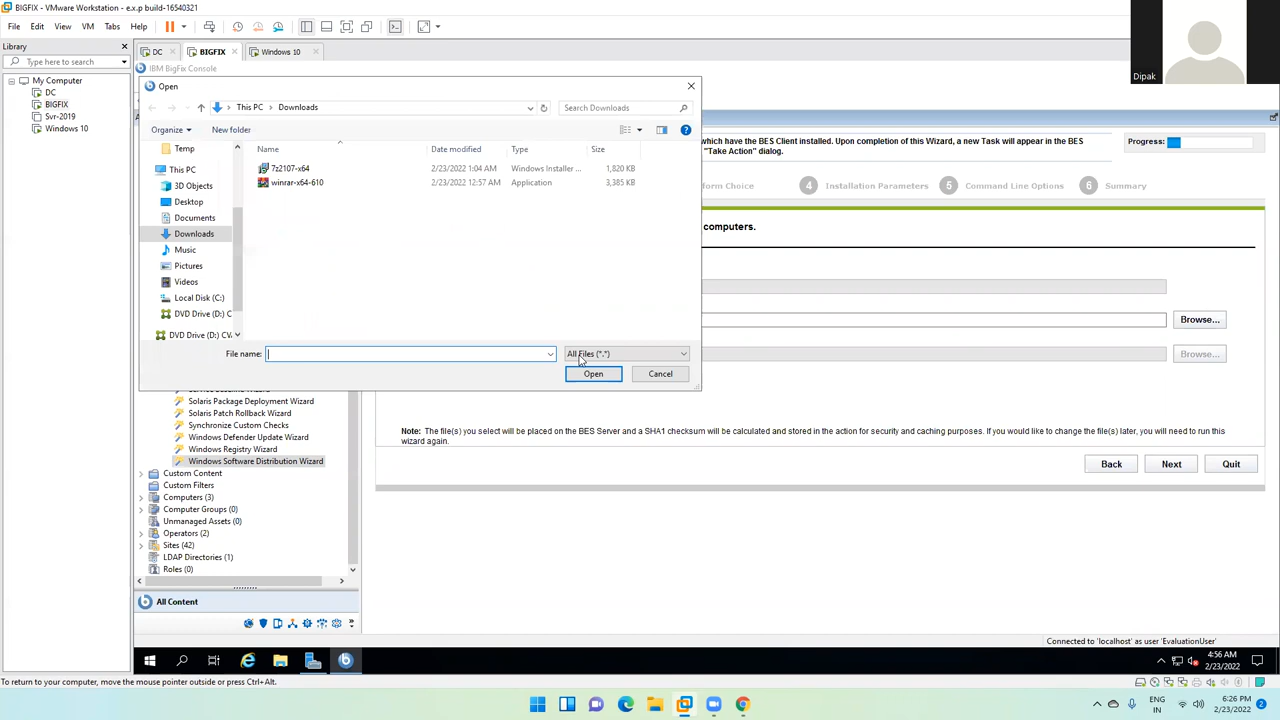 BIGFIX - VMware Workstation - e.x.p build-16540321
File Edit View VM Tabs Help
Library
Type here to search
My Computer
DC
BIGFIX
Svr-2019
Windows 10
DC BIGFIX Windows 10
IBM BigFix Console
Dipak
Open
This PC > Downloads
Search Downloads
Organize New folder
Name Date modified Type Size
7z2107-x64 2/23/2022 1:04 AM Windows Installer ... 1,820 KB
winrar-x64-610 2/23/2022 12:57 AM Application 3,385 KB
Temp
This PC
3D Objects
Desktop
Documents
Downloads
Music
Pictures
Videos
Local Disk (C:)
DVD Drive (D:) C
DVD Drive (D:) CV
File name: All Files (*.*)
Open Cancel
which have the BES Client installed. Upon completion of this Wizard, a new Task will appear in the BES
"Take Action" dialog.
Progress:
form Choice 4 Installation Parameters 5 Command Line Options 6 Summary
computers.
Browse...
Browse...
Note: The file(s) you select will be placed on the BES Server and a SHA1 checksum will be calculated and stored in the action for security and caching purposes. If you would like to change the file(s) later, you will need to run this
wizard again.
Back Next Quit
Solaris Package Deployment Wizard
Solaris Patch Rollback Wizard
Synchronize Custom Checks
Windows Defender Update Wizard
Windows Registry Wizard
Windows Software Distribution Wizard
Custom Content
Custom Filters
Computers (3)
Computer Groups (0)
Unmanaged Assets (0)
Operators (2)
Sites (42)
LDAP Directories (1)
Roles (0)
All Content
Connected to 'localhost' as user 'EvaluationUser'
4:56 AM
2/23/2022
To return to your computer, move the mouse pointer outside or press Ctrl+Alt.
ENG
IN
6:26 PM
2/23/2022